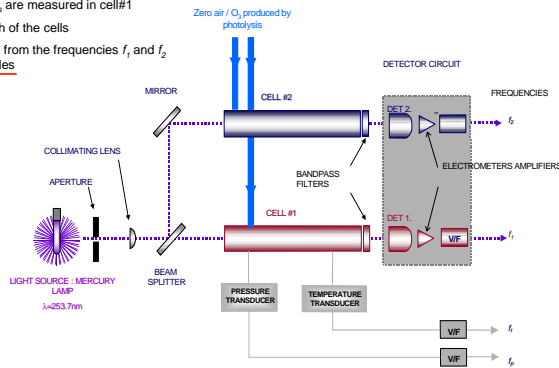 s are measured in cell#1
h of the cells
from the frequencies f1 and f2
les
Zero air / O3 produced by
photolysis
DETECTOR CIRCUIT
MIRROR
CELL #2
DET 2.
FREQUENCIES
f2
COLLIMATING LENS
APERTURE
BANDPASS
FILTERS
ELECTROMETERS AMPLIFIERS
CELL #1
DET 1.
V/F
f1
LIGHT SOURCE : MERCURY
LAMP
λ=253.7nm
BEAM
SPLITTER
PRESSURE
TRANSDUCER
TEMPERATURE
TRANSDUCER
V/F
ft
V/F
fp